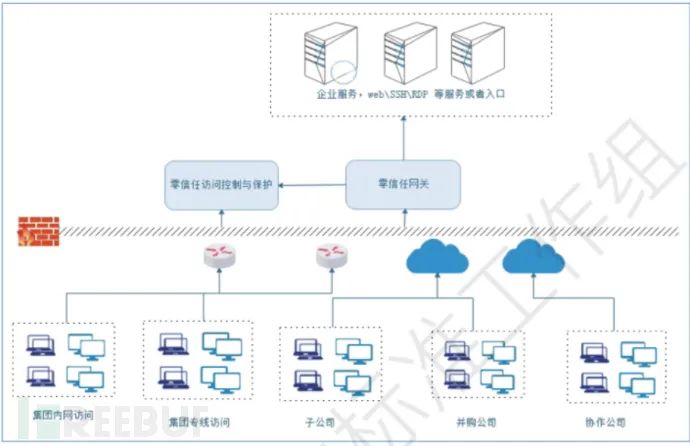 企业服务，web\SSH\RDP 等服务或者入口
零信任访问控制与保护
零信任网关
集团内网访问
集团专线访问
子公司
并购公司
协作公司
REEBUF
标准工作组